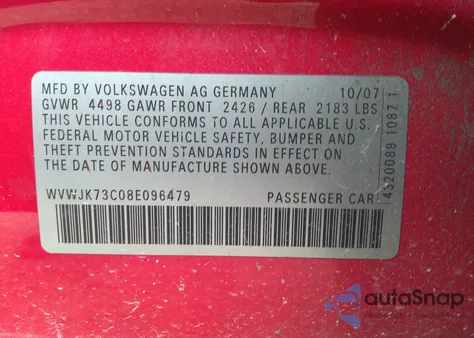 MFD BY VOLKSWAGEN AG GERMANY 10/07
GVWR 4498 GAWR FRONT 2426 / REAR 2183 LBS
THIS VEHICLE CONFORMS TO ALL APPLICABLE U.S.
FEDERAL MOTOR VEHICLE SAFETY, BUMPER AND
THEFT PREVENTION STANDARDS IN EFFECT ON
THE DATE OF MANUFACTURE SHOWN ABOVE.
WVWJK73C08E096479 PASSENGER CAR
4520089 1087 1
autoSnap